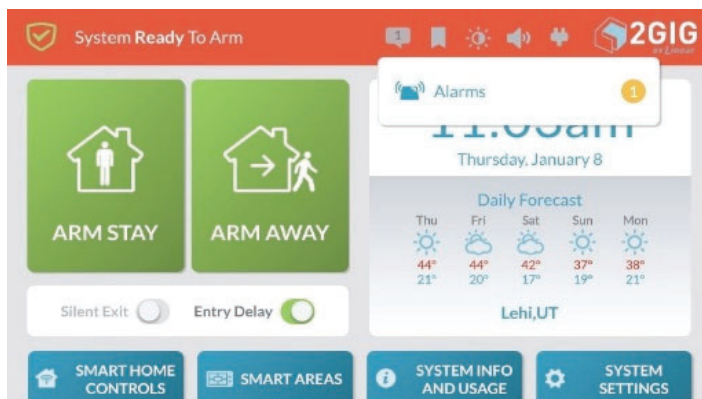 System Ready To Arm
1
2GIG
Alarms
1
Thursday, January 8
Daily Forecast
Thu Fri Sat Sun Mon
44° 44° 42° 37° 38°
21° 20° 17° 19° 21°
Lehi,UT
ARM STAY
ARM AWAY
Silent Exit
Entry Delay
SMART HOME
CONTROLS
SMART AREAS
SYSTEM INFO
AND USAGE
SYSTEM
SETTINGS